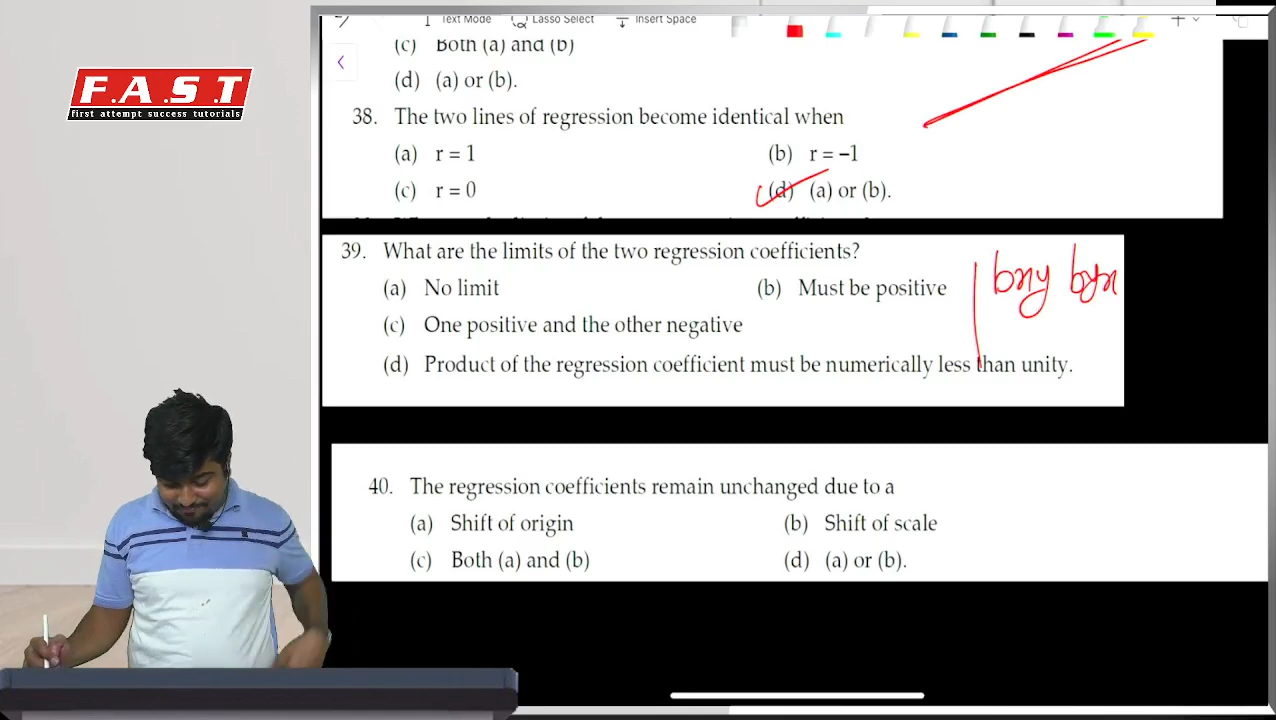 Text Mode Lasso Select Insert Space
(c) Both (a) and (b)
(d) (a) or (b).
F.A.S.T
first attempt success tutorials
38. The two lines of regression become identical when
(a) r = 1 (b) r = –1
(c) r = 0 (d) (a) or (b).
39. What are the limits of the two regression coefficients?
(a) No limit (b) Must be positive
bxy byx
(c) One positive and the other negative
(d) Product of the regression coefficient must be numerically less than unity.
40. The regression coefficients remain unchanged due to a
(a) Shift of origin (b) Shift of scale
(c) Both (a) and (b) (d) (a) or (b).